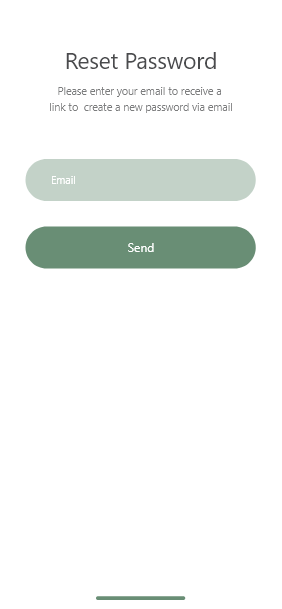 Reset Password
Please enter your email to receive a
link to  create a new password via email
Email
Send